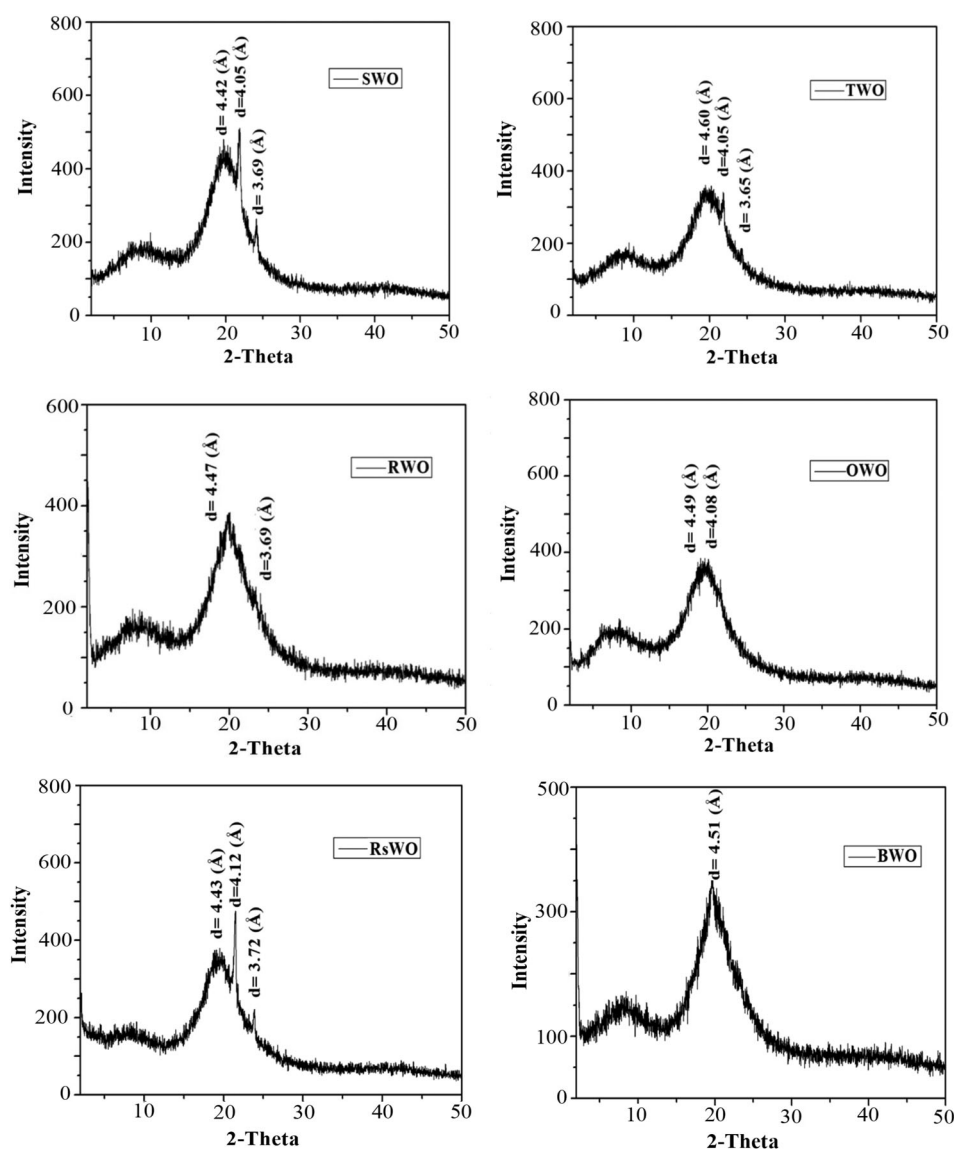 800
600
400
200
0
Intensity
d= 4.42 (Å)
d=4.05 (Å)
d= 3.69 (Å)
SWO
10 20 30 40 50
2-Theta
800
600
400
200
0
Intensity
d= 4.60 (Å)
d=4.05 (Å)
d= 3.65 (Å)
TWO
10 20 30 40 50
2-Theta
600
400
200
0
Intensity
d= 4.47 (Å)
d=3.69 (Å)
RWO
10 20 30 40 50
2-Theta
800
600
400
200
0
Intensity
d= 4.49 (Å)
d=4.08 (Å)
OWO
10 20 30 40 50
2-Theta
800
600
400
200
0
Intensity
d= 4.43 (Å)
d=4.12 (Å)
d= 3.72 (Å)
RsWO
10 20 30 40 50
2-Theta
500
300
100
0
Intensity
d= 4.51 (Å)
BWO
10 20 30 40 50
2-Theta